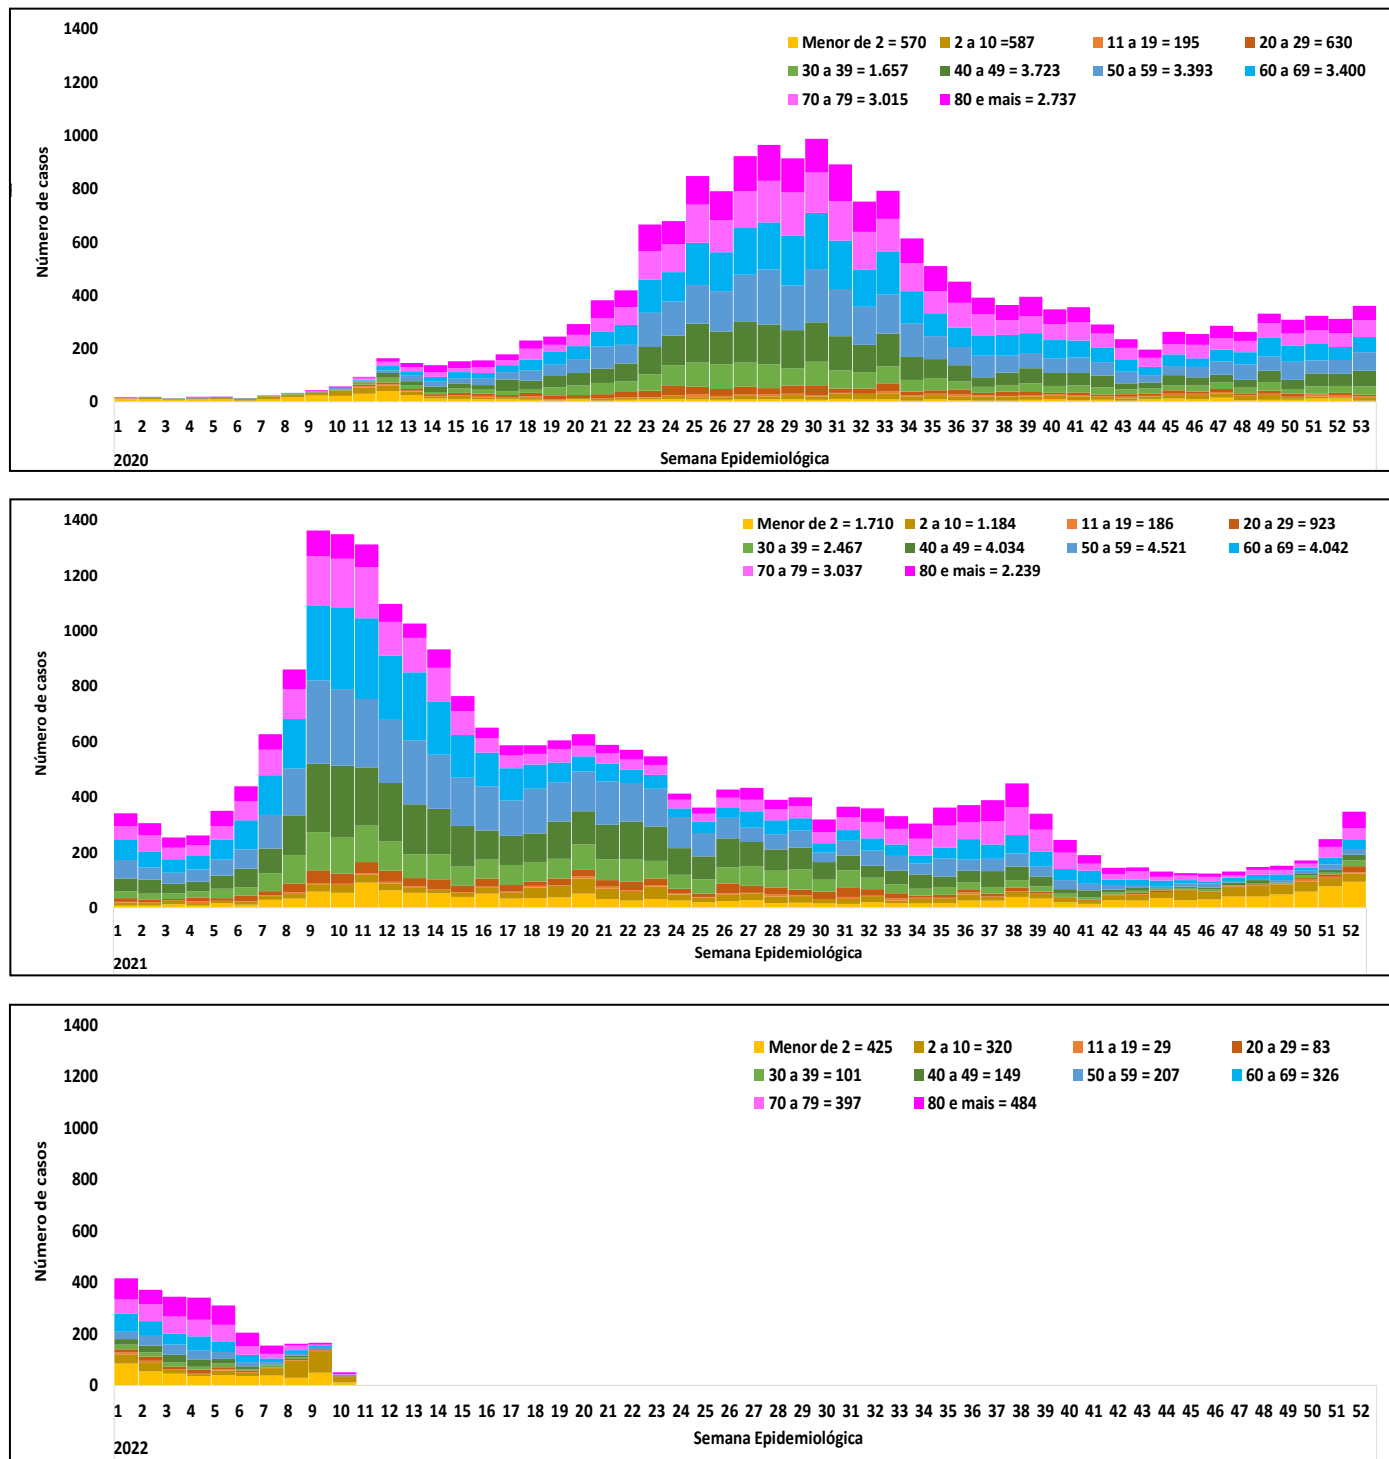 1400
1200
1000
800
600
400
200
0
Número de casos
Menor de 2 = 570 2 a 10 =587 11 a 19 = 195 20 a 29 = 630
30 a 39 = 1.657 40 a 49 = 3.723 50 a 59 = 3.393 60 a 69 = 3.400
70 a 79 = 3.015 80 e mais = 2.737
1 2 3 4 5 6 7 8 9 10 11 12 13 14 15 16 17 18 19 20 21 22 23 24 25 26 27 28 29 30 31 32 33 34 35 36 37 38 39 40 41 42 43 44 45 46 47 48 49 50 51 52 53
2020
Semana Epidemiológica
1400
1200
1000
800
600
400
200
0
Número de casos
Menor de 2 = 1.710 2 a 10 = 1.184 11 a 19 = 186 20 a 29 = 923
30 a 39 = 2.467 40 a 49 = 4.034 50 a 59 = 4.521 60 a 69 = 4.042
70 a 79 = 3.037 80 e mais = 2.239
1 2 3 4 5 6 7 8 9 10 11 12 13 14 15 16 17 18 19 20 21 22 23 24 25 26 27 28 29 30 31 32 33 34 35 36 37 38 39 40 41 42 43 44 45 46 47 48 49 50 51 52
2021
Semana Epidemiológica
1400
1200
1000
800
600
400
200
0
Número de casos
Menor de 2 = 425 2 a 10 = 320 11 a 19 = 29 20 a 29 = 83
30 a 39 = 101 40 a 49 = 149 50 a 59 = 207 60 a 69 = 326
70 a 79 = 397 80 e mais = 484
1 2 3 4 5 6 7 8 9 10 11 12 13 14 15 16 17 18 19 20 21 22 23 24 25 26 27 28 29 30 31 32 33 34 35 36 37 38 39 40 41 42 43 44 45 46 47 48 49 50 51 52
2022
Semana Epidemiológica